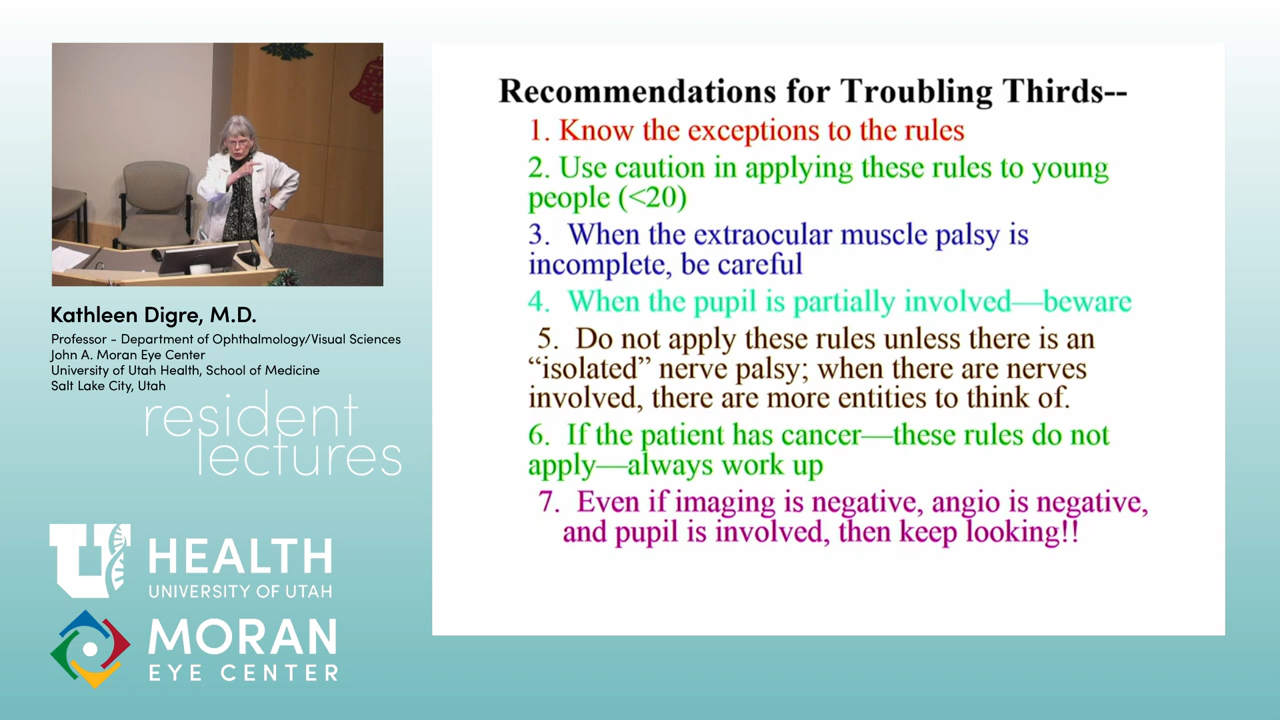 Recommendations for Troubling Thirds--
1. Know the exceptions to the rules
2. Use caution in applying these rules to young
people (<20)
3. When the extraocular muscle palsy is
incomplete, be careful
4. When the pupil is partially involved—beware
5. Do not apply these rules unless there is an
“isolated” nerve palsy; when there are nerves
involved, there are more entities to think of.
6. If the patient has cancer—these rules do not
apply—always work up
7. Even if imaging is negative, angio is negative,
and pupil is involved, then keep looking!!
Kathleen Digre, M.D.
Professor - Department of Ophthalmology/Visual Sciences
John A. Moran Eye Center
University of Utah Health, School of Medicine
Salt Lake City, Utah
resident
lectures
U HEALTH
UNIVERSITY OF UTAH
MORAN
EYE CENTER